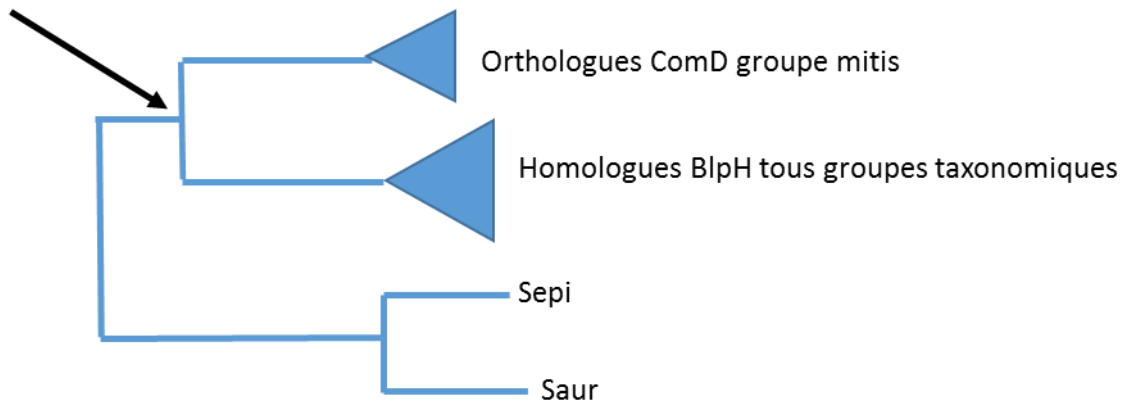 Orthologues ComD groupe mitis
Homologues BlpH tous groupes taxonomiques
Sepi
Saur